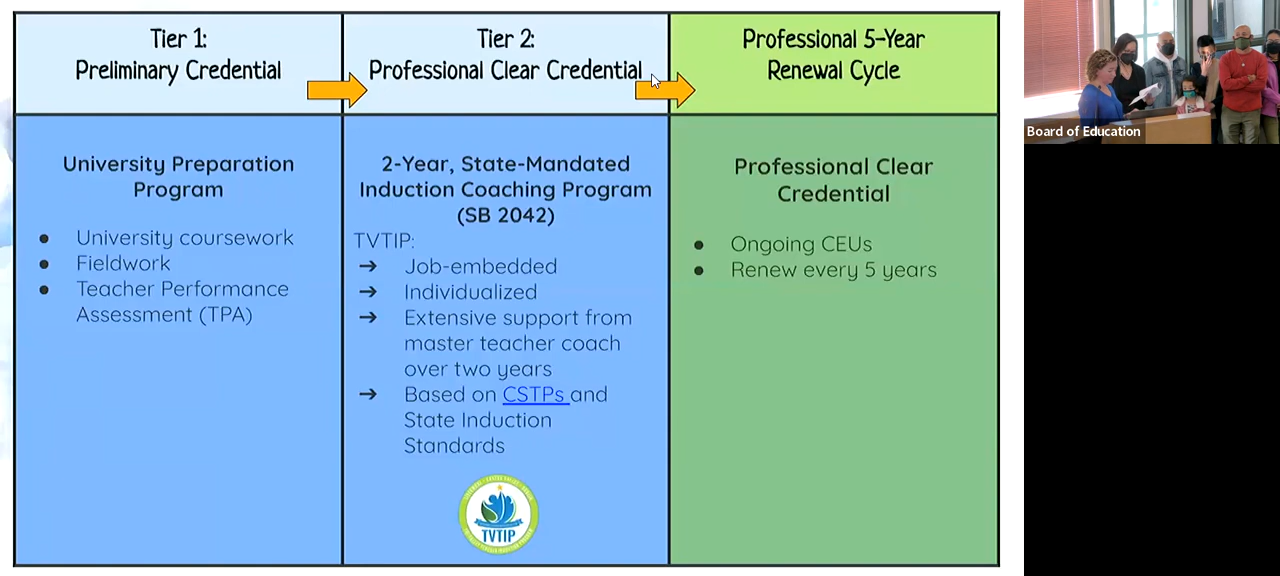 Tier 1:
Preliminary Credential
Tier 2:
Professional Clear Credential
Professional 5-Year
Renewal Cycle
University Preparation
Program
● University coursework
● Fieldwork
● Teacher Performance
Assessment (TPA)
2-Year, State-Mandated
Induction Coaching Program
(SB 2042)
TVTIP:
➔ Job-embedded
➔ Individualized
➔ Extensive support from
master teacher coach
over two years
➔ Based on CSTPs and
State Induction
Standards
TVTIP
Professional Clear
Credential
● Ongoing CEUs
● Renew every 5 years
Board of Education